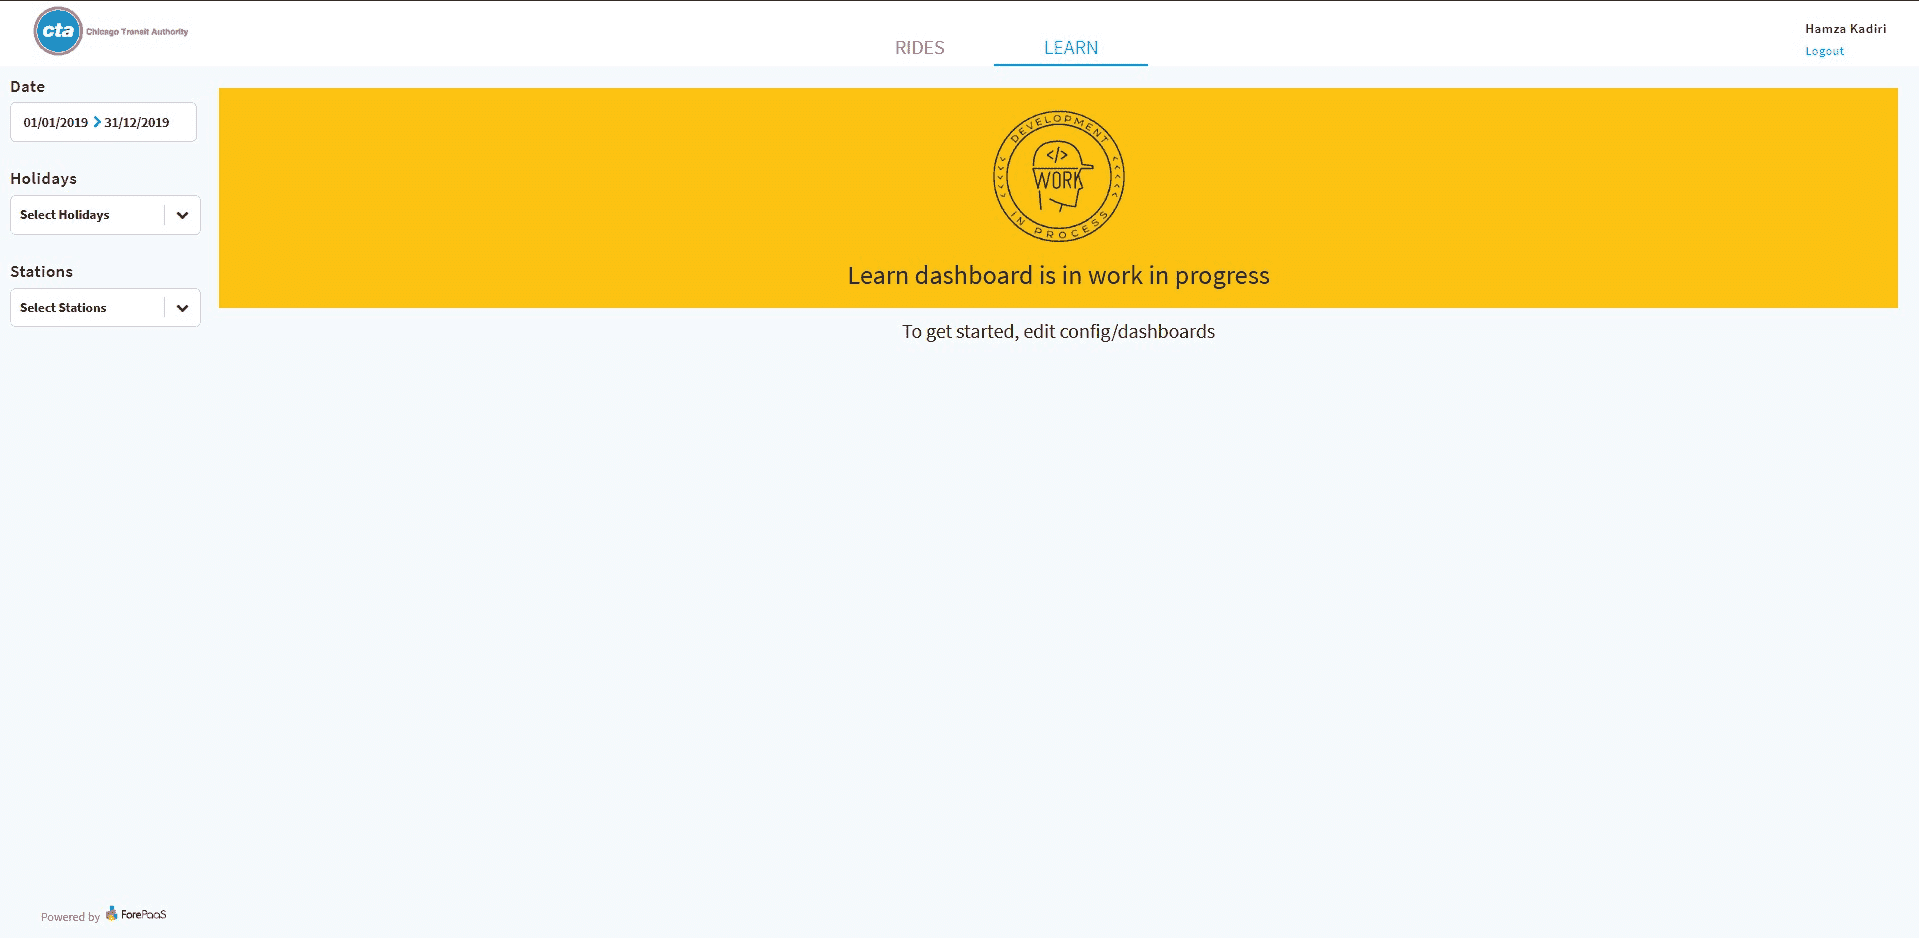 cta Chicago Transit Authority
RIDES
LEARN
Hamza Kadiri
Logout
Date
01/01/2019 31/12/2019
Holidays
Select Holidays
Stations
Select Stations
DEVELOPMENT
</>
WORK
IN PROCESS
Learn dashboard is in work in progress
To get started, edit config/dashboards
Powered by ForePaaS